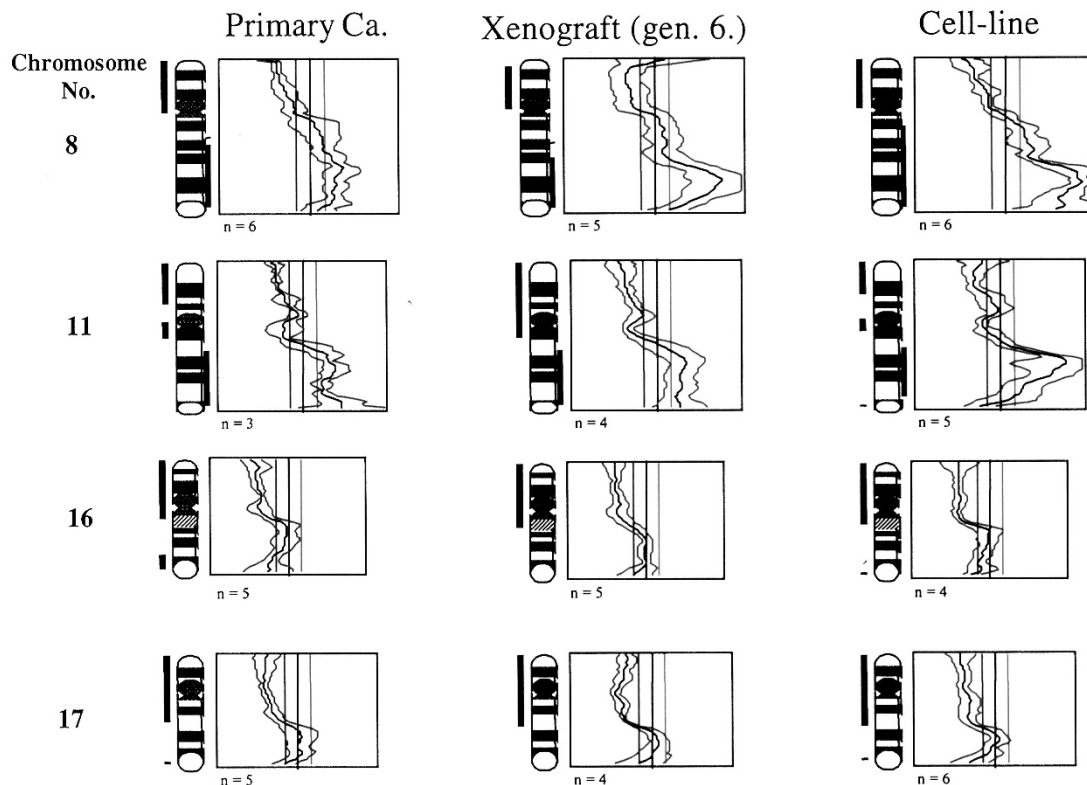 Primary Ca. Xenograft (gen. 6.) Cell-line
Chromosome
No.
8
n = 6 n = 5 n = 6
11
n = 3 n = 4 n = 5
16
n = 5 n = 5 n = 4
17
n = 5 n = 4 n = 6